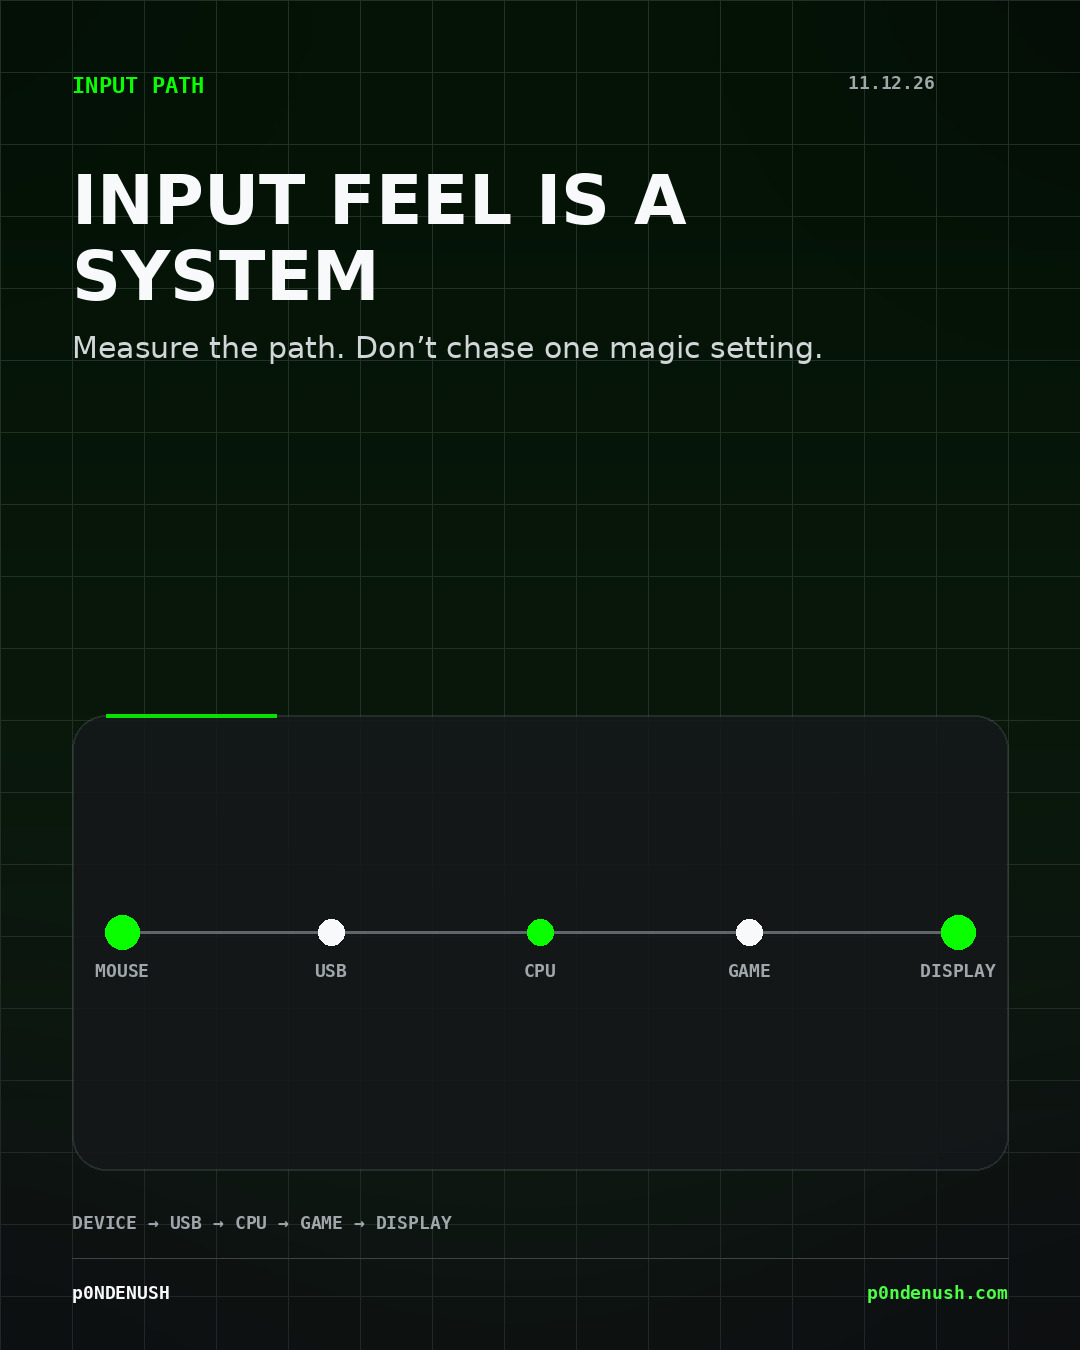 INPUT PATH
11.12.26
INPUT FEEL IS A
SYSTEM
Measure the path. Don’t chase one magic setting.
MOUSE USB CPU GAME DISPLAY
DEVICE → USB → CPU → GAME → DISPLAY
p0NDENUSH
p0ndenush.com